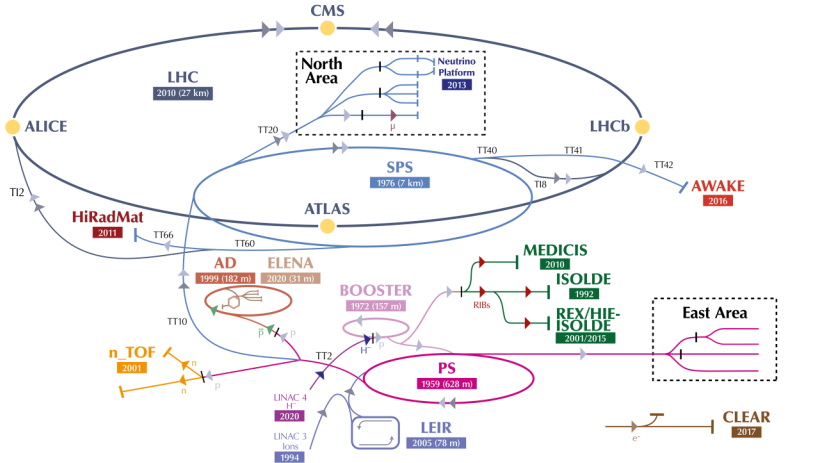 CMS
LHC
2010 (27 km)
North
Area
Neutrino
Platform
2013
μ
ALICE
LHCb
TT20
TT40
TT41
TT42
TI8
SPS
1976 (7 km)
AWAKE
2016
TI2
ATLAS
HiRadMat
2011
TT66
TT60
AD
1999 (182 m)
ELENA
2020 (31 m)
MEDICIS
2010
BOOSTER
1972 (157 m)
ISOLDE
1992
RIBs
REX/HIE-
ISOLDE
2001/2015
East Area
TT10
p
p
H⁻
p
TT2
n_TOF
2001
n
n
p
PS
1959 (628 m)
LINAC 4
H⁻
2020
LINAC 3
Ions
1994
LEIR
2005 (78 m)
CLEAR
2017
e⁻